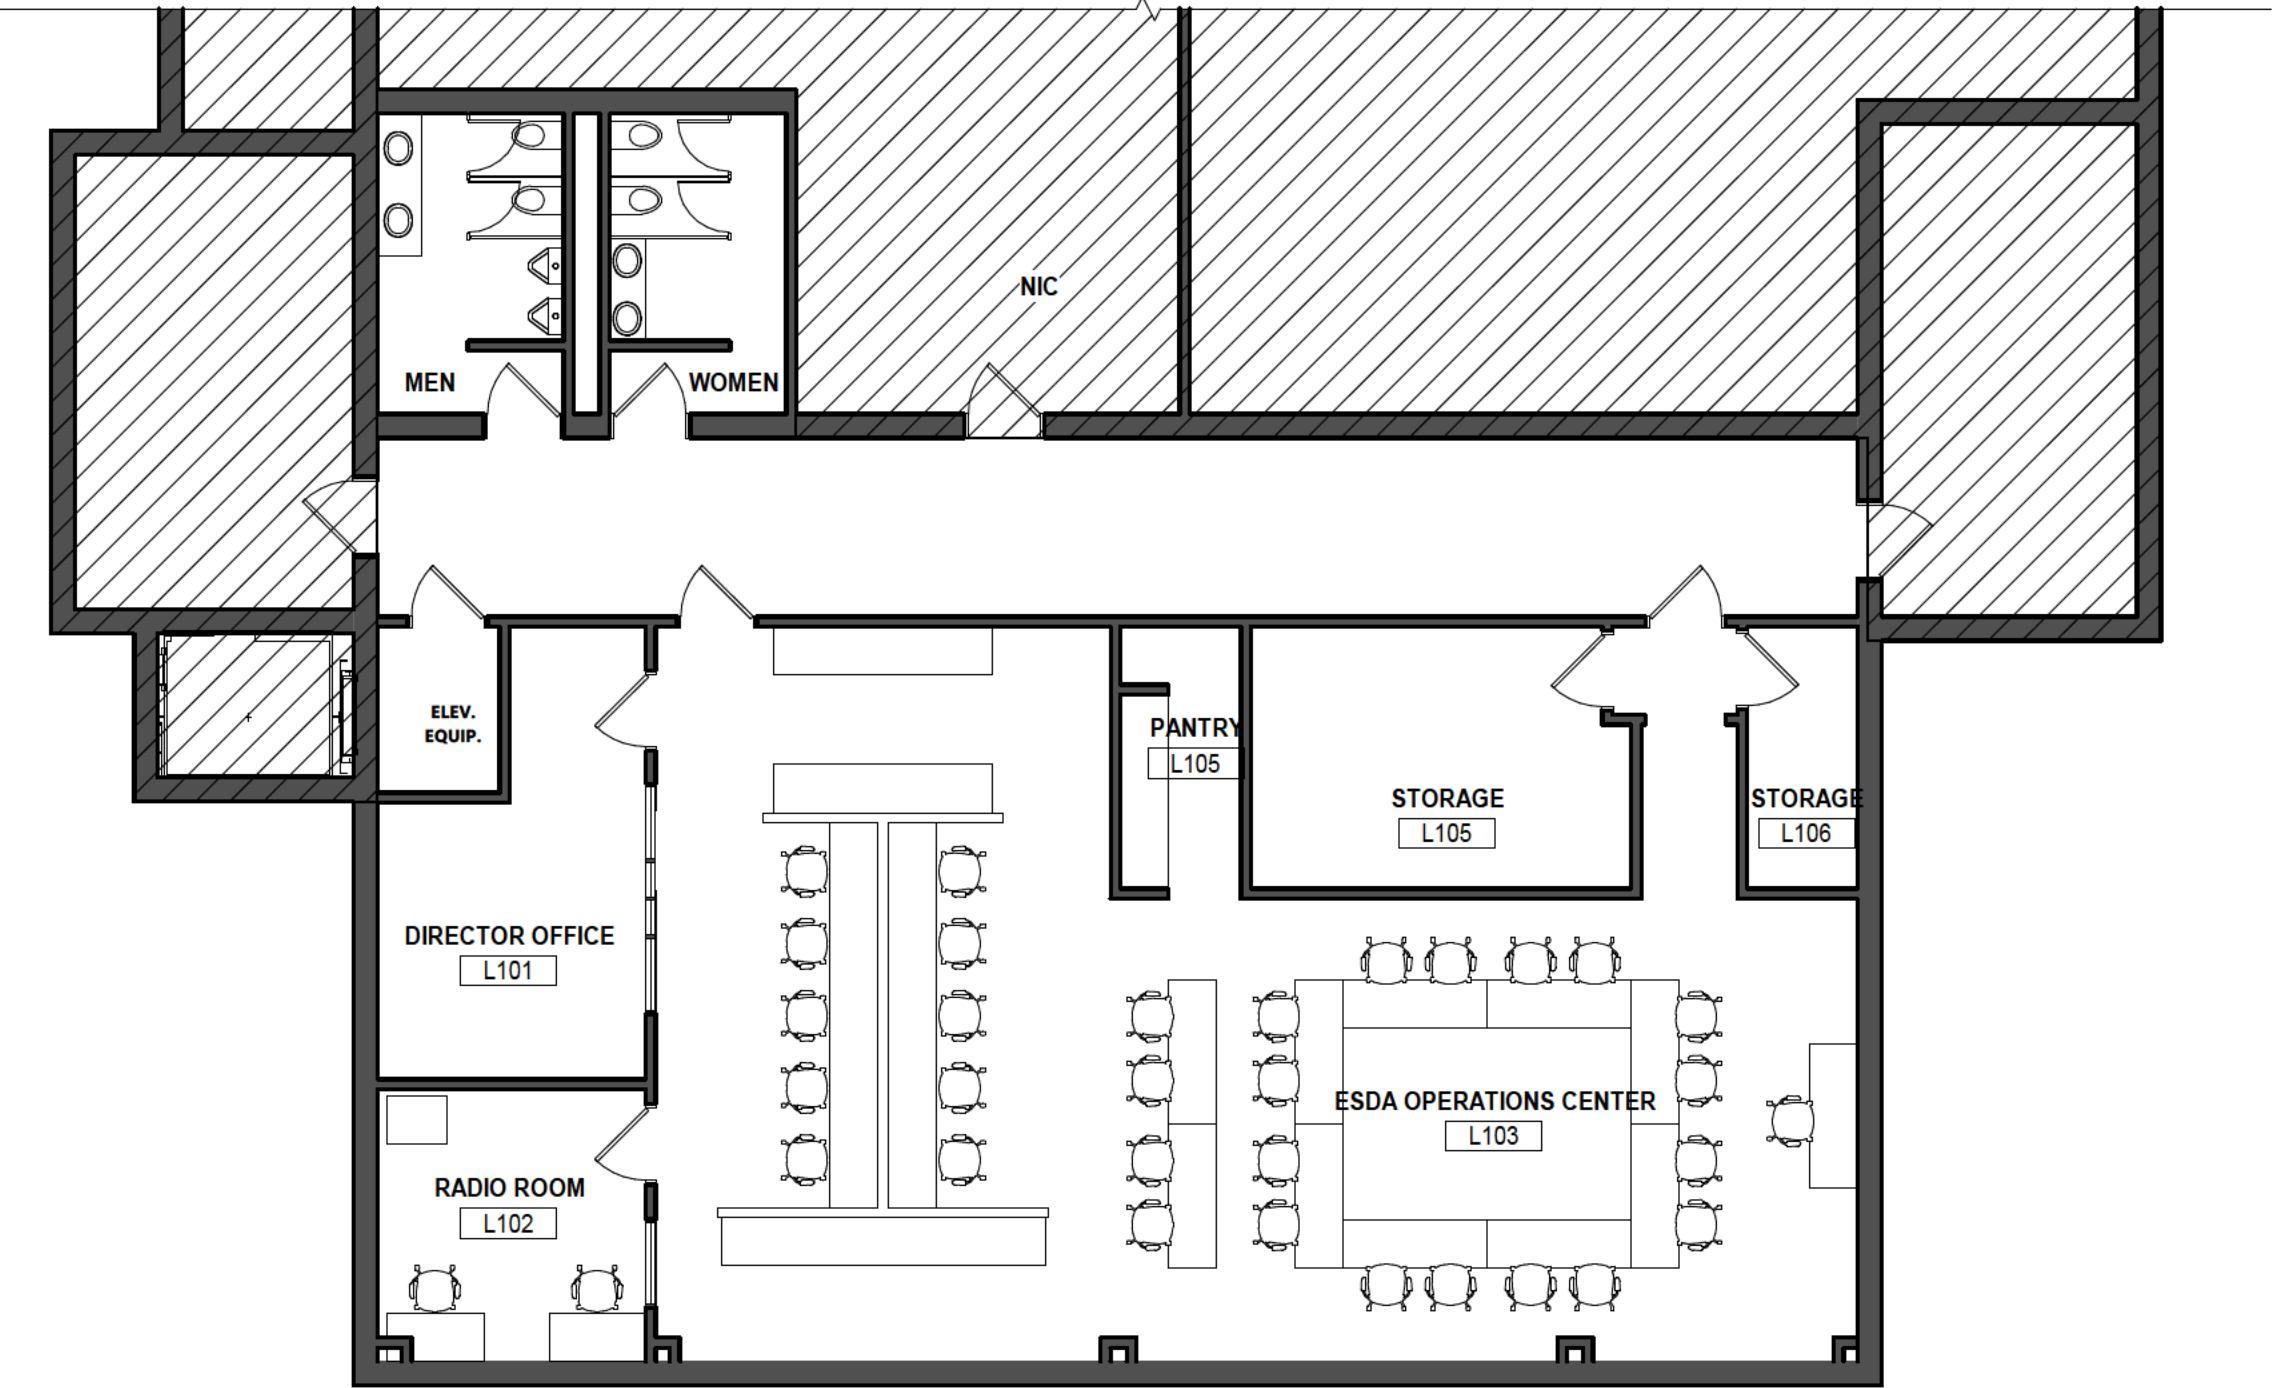 NIC
MEN
WOMEN
ELEV.
EQUIP.
PANTRY
L105
STORAGE
L105
STORAGE
L106
DIRECTOR OFFICE
L101
ESDA OPERATIONS CENTER
L103
RADIO ROOM
L102